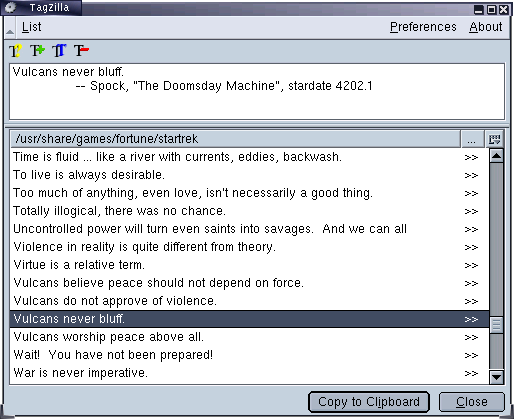 TagZilla
List Preferences About
T! T+ TT T-
Vulcans never bluff.
-- Spock, "The Doomsday Machine", stardate 4202.1
/usr/share/games/fortune/startrek ...
Time is fluid ... like a river with currents, eddies, backwash. >>
To live is always desirable. >>
Too much of anything, even love, isn't necessarily a good thing. >>
Totally illogical, there was no chance. >>
Uncontrolled power will turn even saints into savages.  And we can all >>
Violence in reality is quite different from theory. >>
Virtue is a relative term. >>
Vulcans believe peace should not depend on force. >>
Vulcans do not approve of violence. >>
Vulcans never bluff. >>
Vulcans worship peace above all. >>
Wait!  You have not been prepared! >>
War is never imperative. >>
Copy to Clipboard Close